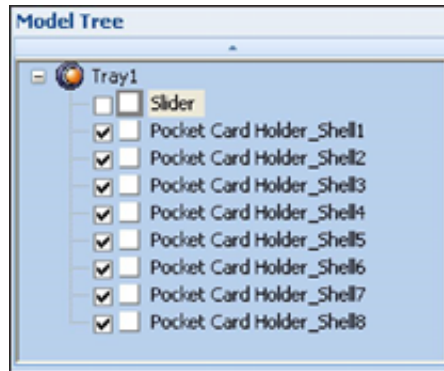 Model Tree
Tray1
Slider
Pocket Card Holder_Shell1
Pocket Card Holder_Shell2
Pocket Card Holder_Shell3
Pocket Card Holder_Shell4
Pocket Card Holder_Shell5
Pocket Card Holder_Shell6
Pocket Card Holder_Shell7
Pocket Card Holder_Shell8